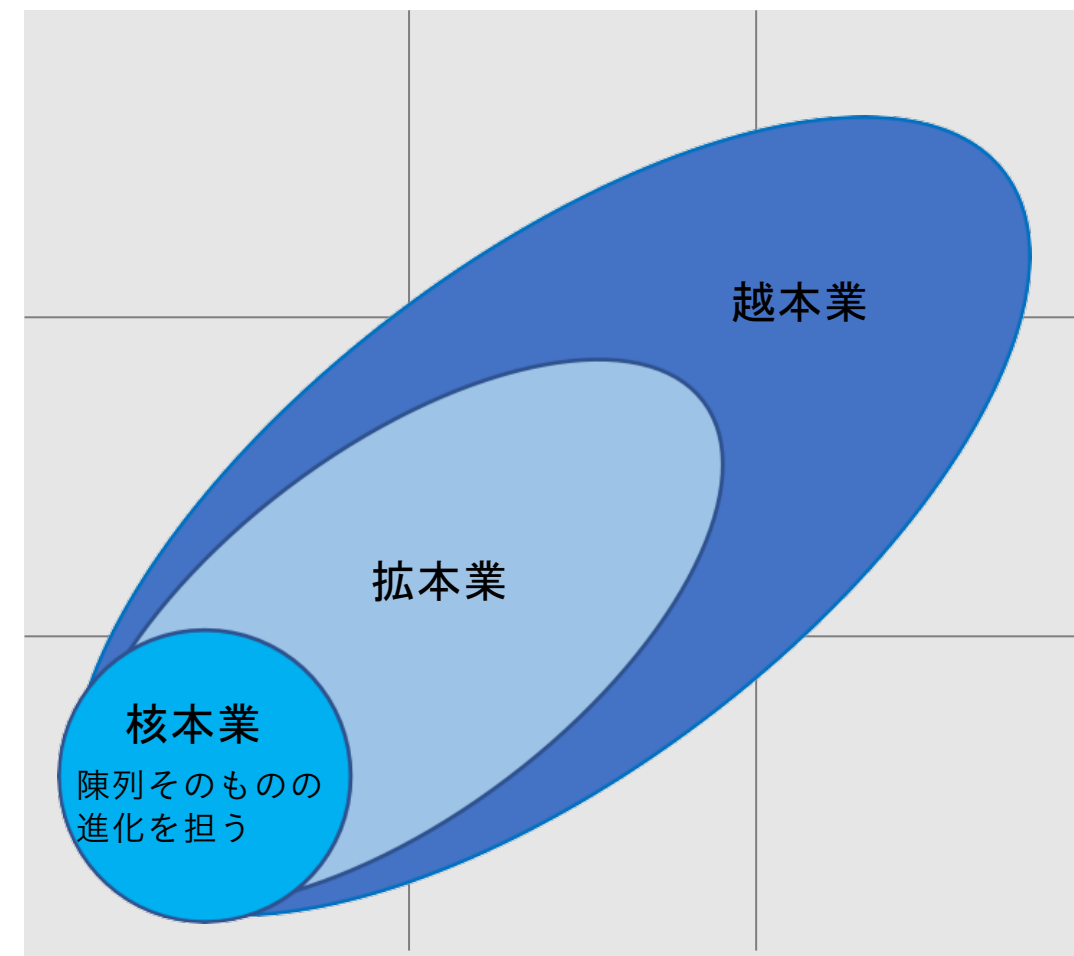 越本業
拡本業
核本業
陳列そのものの
進化を担う